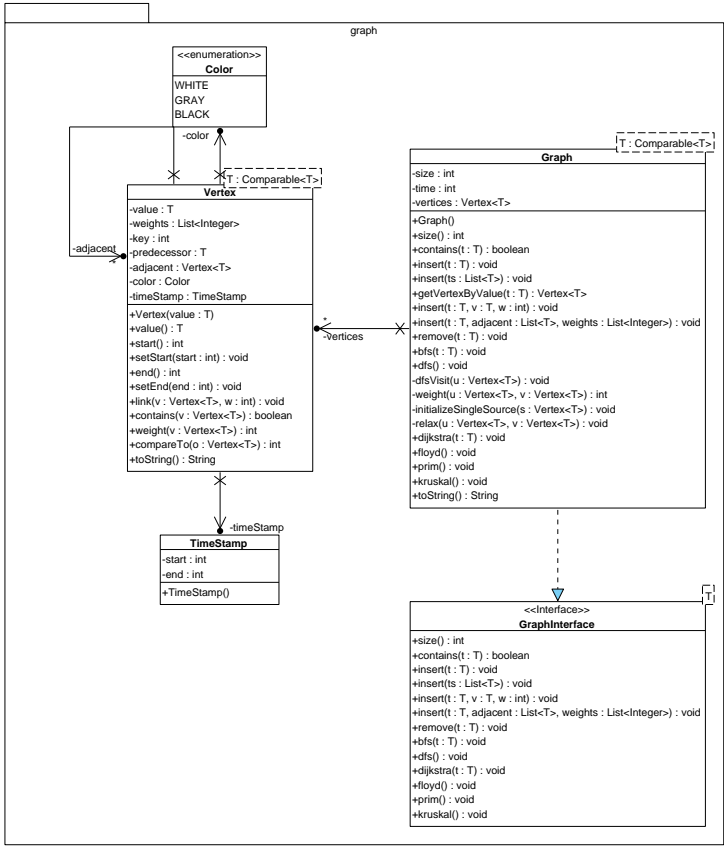 graph
<<enumeration>>
Color
WHITE
GRAY
BLACK
-color
T : Comparable<T>
Vertex
-value : T
-weights : List<Integer>
-key : int
-predecessor : T
-adjacent : Vertex<T>
-color : Color
-timeStamp : TimeStamp
+Vertex(value : T)
+value() : T
+start() : int
+setStart(start : int) : void
+end() : int
+setEnd(end : int) : void
+link(v : Vertex<T>, w : int) : void
+contains(v : Vertex<T>) : boolean
+weight(v : Vertex<T>) : int
+compareTo(o : Vertex<T>) : int
+toString() : String
-adjacent
*
*
-vertices
-timeStamp
TimeStamp
-start : int
-end : int
+TimeStamp()
T : Comparable<T>
Graph
-size : int
-time : int
-vertices : Vertex<T>
+Graph()
+size() : int
+contains(t : T) : boolean
+insert(t : T) : void
+insert(ts : List<T>) : void
+getVertexByValue(t : T) : Vertex<T>
+insert(t : T, v : T, w : int) : void
+insert(t : T, adjacent : List<T>, weights : List<Integer>) : void
+remove(t : T) : void
+bfs(t : T) : void
+dfs() : void
-dfsVisit(u : Vertex<T>) : void
-weight(u : Vertex<T>, v : Vertex<T>) : int
-initializeSingleSource(s : Vertex<T>) : void
-relax(u : Vertex<T>, v : Vertex<T>) : void
+dijkstra(t : T) : void
+floyd() : void
+prim() : void
+kruskal() : void
+toString() : String
T
<<Interface>>
GraphInterface
+size() : int
+contains(t : T) : boolean
+insert(t : T) : void
+insert(ts : List<T>) : void
+insert(t : T, v : T, w : int) : void
+insert(t : T, adjacent : List<T>, weights : List<Integer>) : void
+remove(t : T) : void
+bfs(t : T) : void
+dfs() : void
+dijkstra(t : T) : void
+floyd() : void
+prim() : void
+kruskal() : void